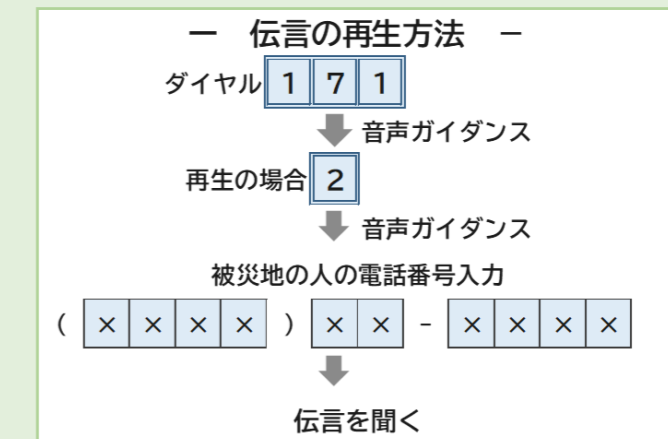 ー 伝言の再生方法 －
ダイヤル 1 7 1
音声ガイダンス
再生の場合 2
音声ガイダンス
被災地の人の電話番号入力
( × × × × ) × × - × × × ×
伝言を聞く